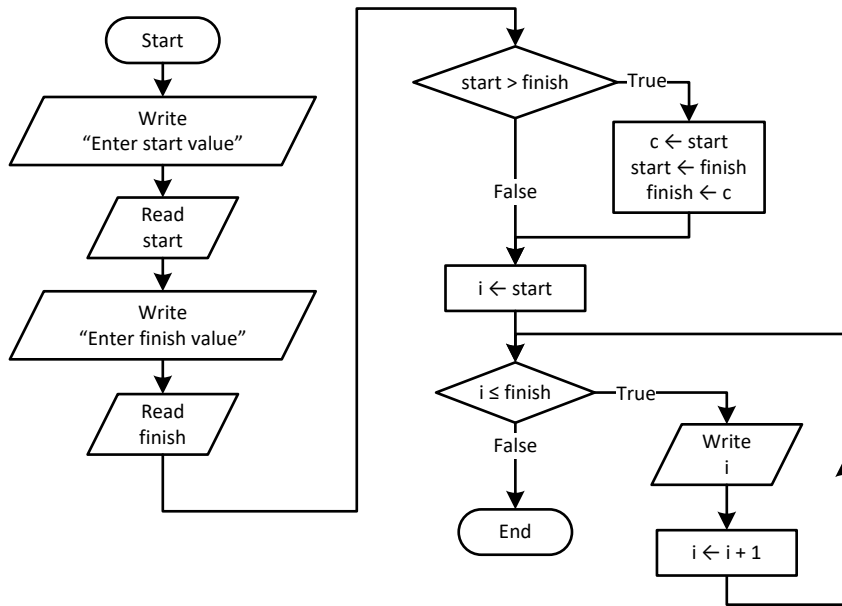 Start
Write
“Enter start value”
Read
start
Write
“Enter finish value”
Read
finish
start > finish
True
c ← start
start ← finish
finish ← c
False
i ← start
i ≤ finish
True
Write
i
i ← i + 1
False
End